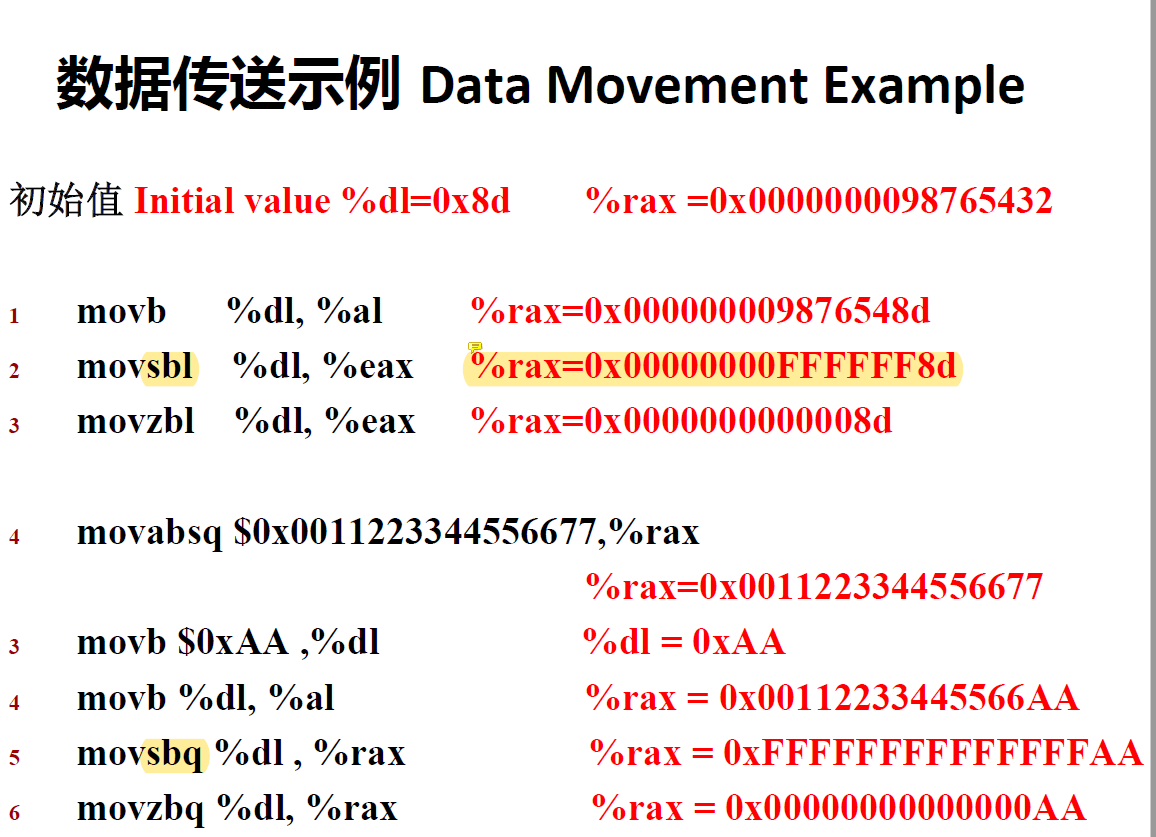 数据传送示例 Data Movement Example
初始值 Initial value %dl=0x8d %rax =0x0000000098765432
1 movb %dl, %al %rax=0x000000009876548d
2 movsbl %dl, %eax %rax=0x00000000FFFFFF8d
3 movzbl %dl, %eax %rax=0x0000000000008d
4 movabsq $0x0011223344556677,%rax
%rax=0x0011223344556677
3 movb $0xAA ,%dl %dl = 0xAA
4 movb %dl, %al %rax = 0x00112233445566AA
5 movsbq %dl , %rax %rax = 0xFFFFFFFFFFFFFFAA
6 movzbq %dl, %rax %rax = 0x00000000000000AA